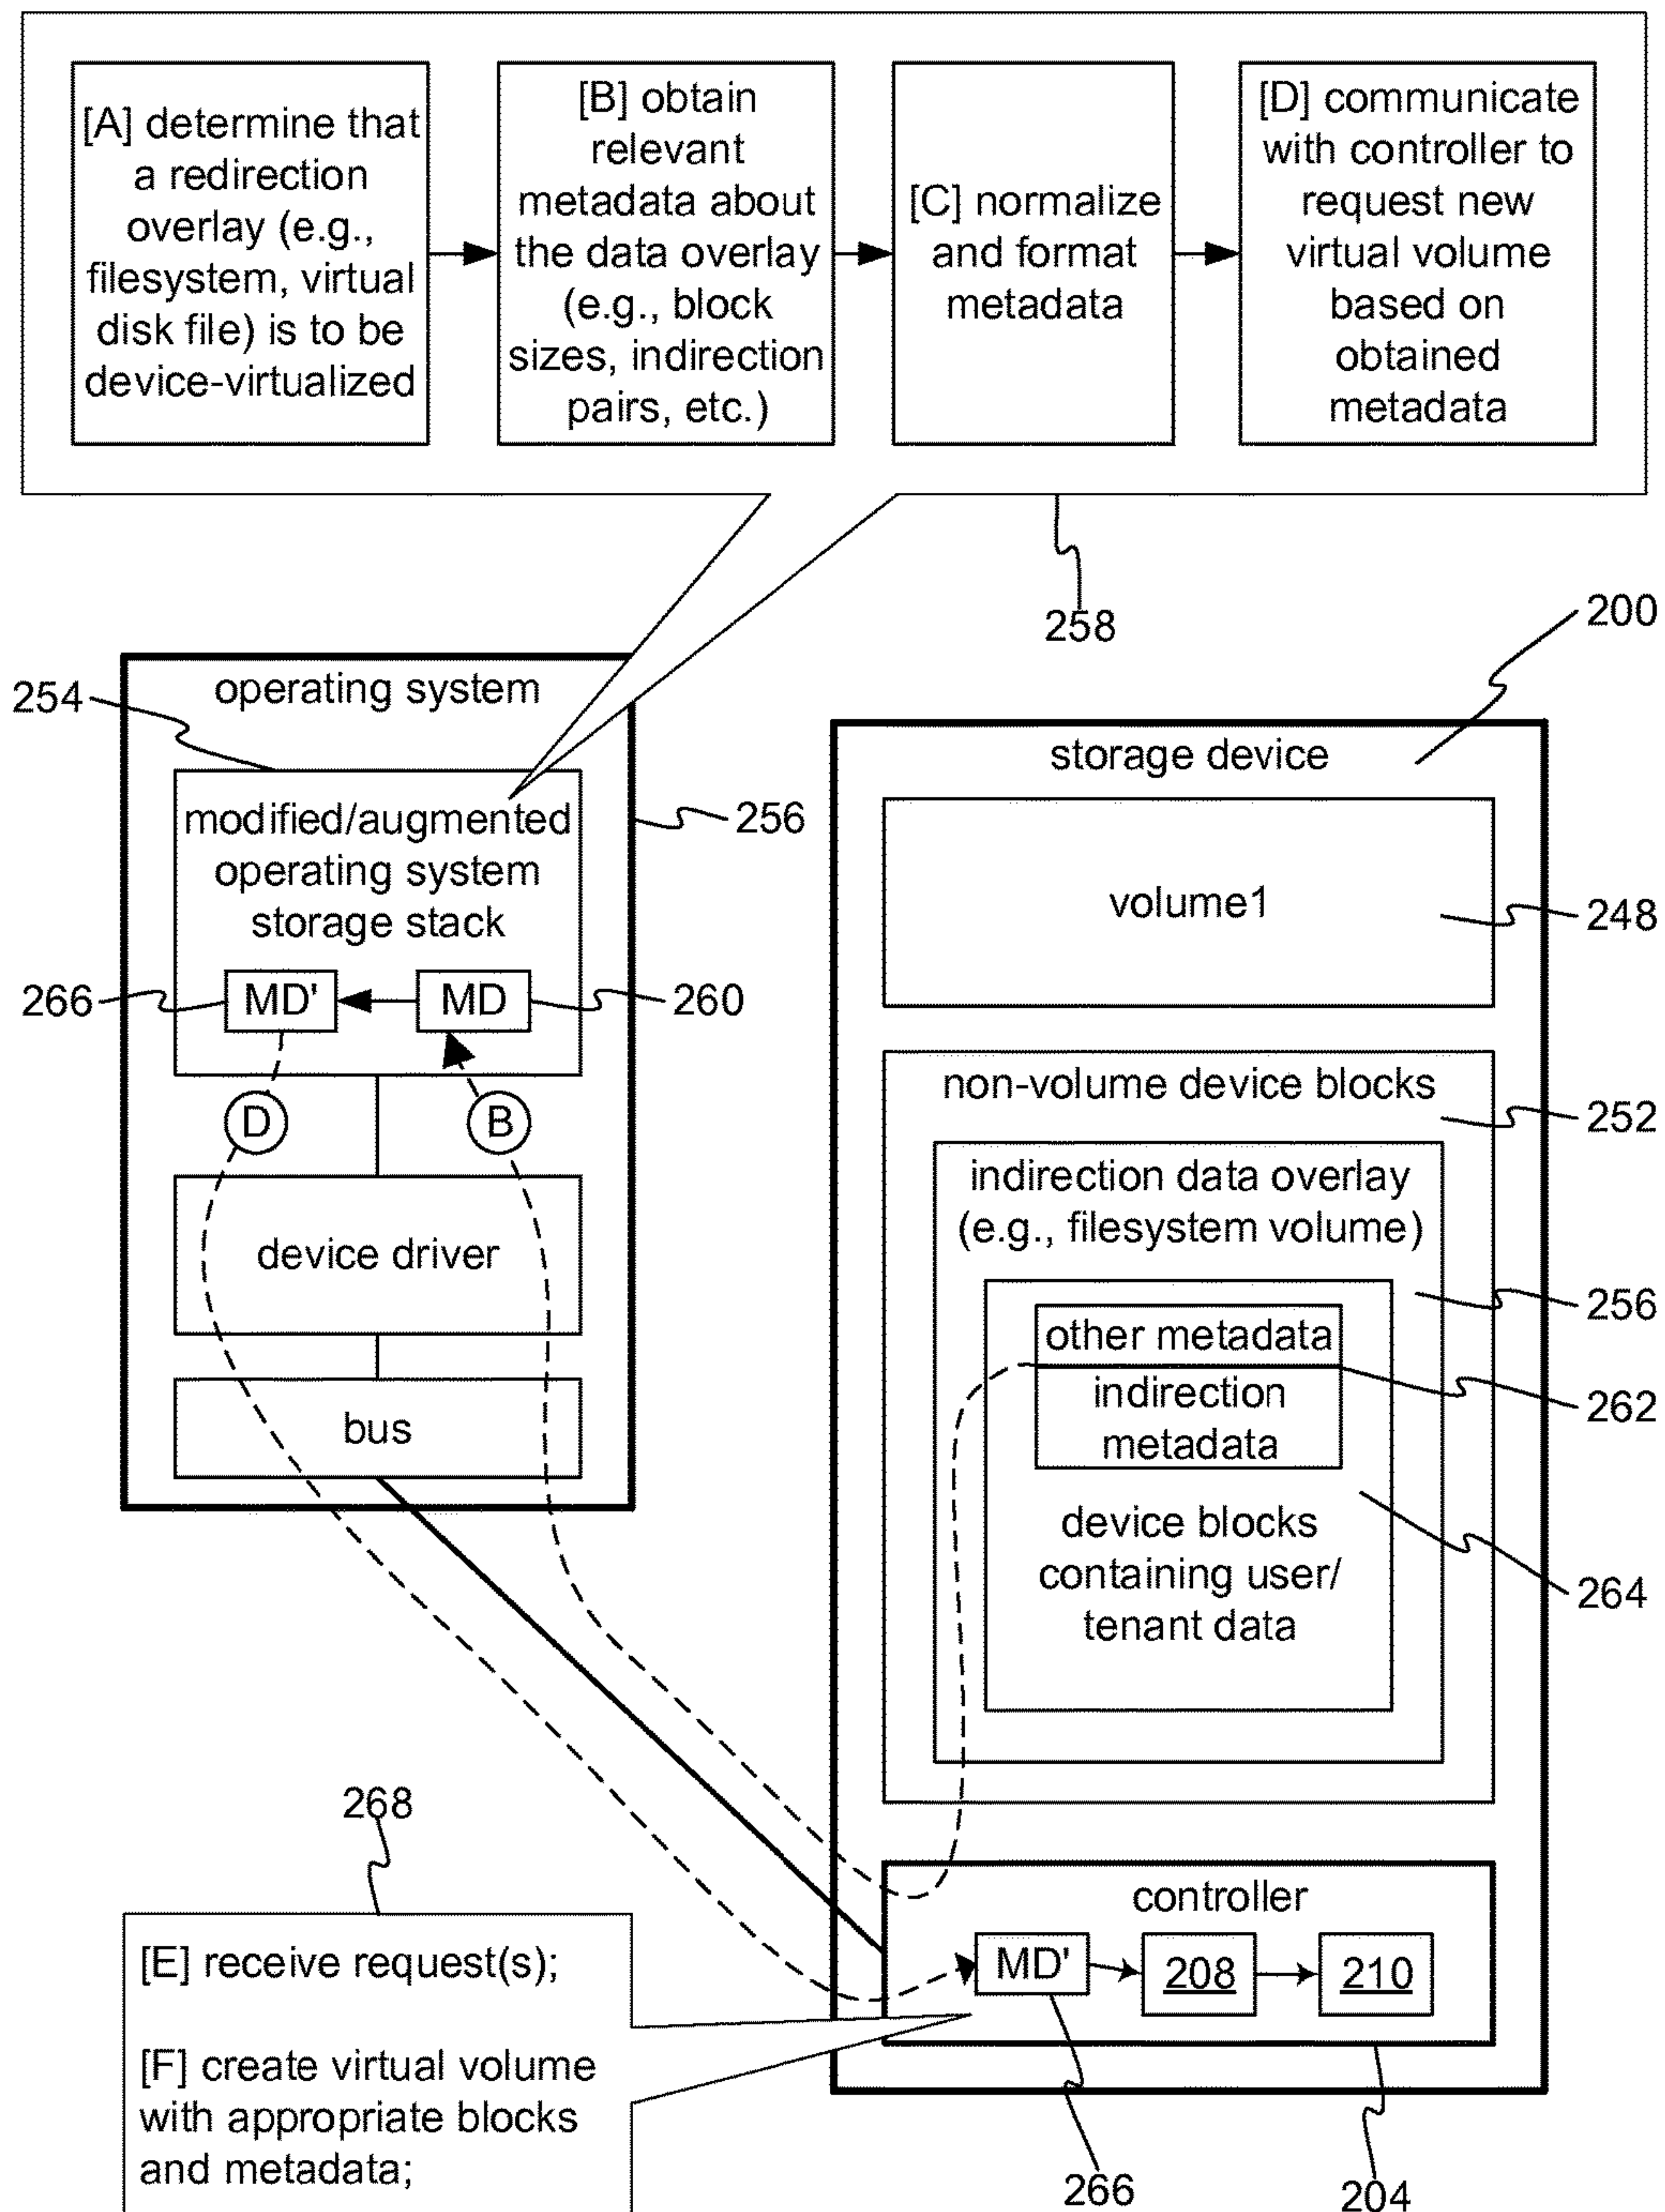 [A] determine that
a redirection
overlay (e.g.,
filesystem, virtual
disk file) is to be
device-virtualized
[B] obtain
relevant
metadata about
the data overlay
(e.g., block
sizes, indirection
pairs, etc.)
[C] normalize
and format
metadata
[D] communicate
with controller to
request new
virtual volume
based on
obtained
metadata
258
200
254
operating system
256
modified/augmented
operating system
storage stack
266
MD'
MD
260
D
B
device driver
bus
storage device
volume1
248
non-volume device blocks
252
indirection data overlay
(e.g., filesystem volume)
256
other metadata
262
indirection
metadata
device blocks
containing user/
tenant data
264
268
[E] receive request(s);
[F] create virtual volume
with appropriate blocks
and metadata;
controller
MD'
208
210
266
204